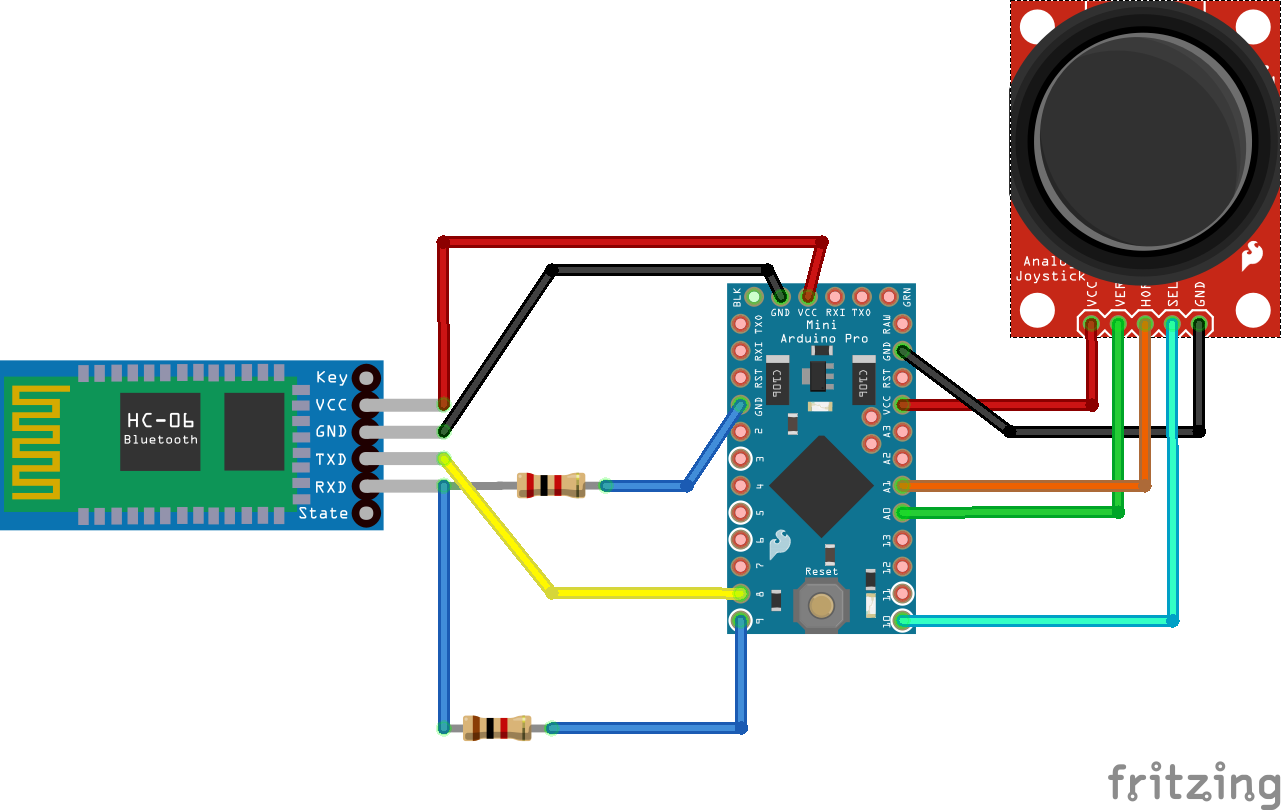 Analog
Joystick
VCC
VER
HOR
SEL
GND
HC-06
Bluetooth
Key
VCC
GND
TXD
RXD
State
BLK
GND
VCC
RXI
TXO
GRN
Mini
Arduino Pro
TXO
RXI
RST
GND
2
3
4
5
6
7
8
9
RAW
GND
RST
VCC
A3
A2
A1
A0
13
12
11
10
C106
C106
Reset
fritzing